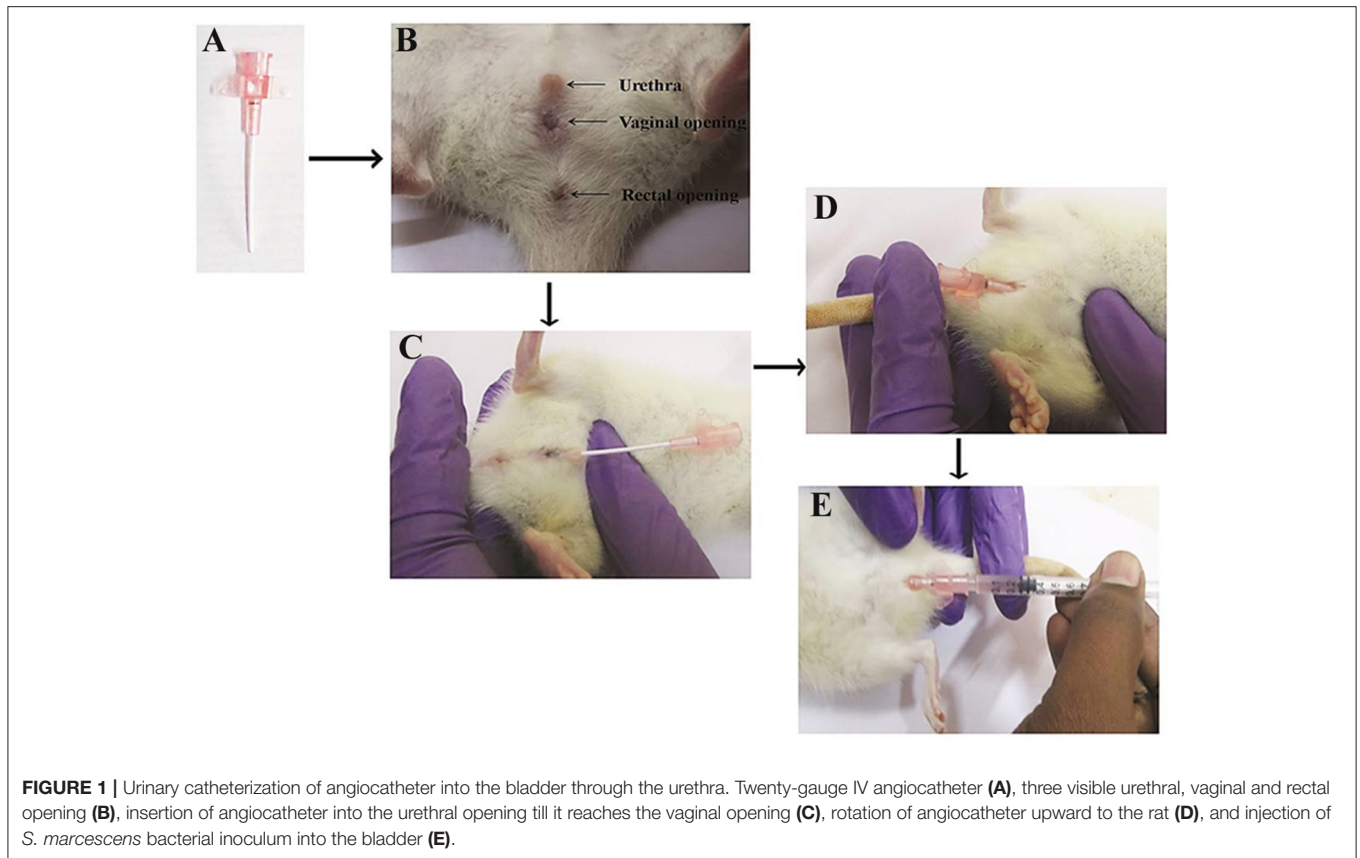 A
B
Urethra
Vaginal opening
Rectal opening
C
D
E
FIGURE 1 | Urinary catheterization of angiocatheter into the bladder through the urethra. Twenty-gauge IV angiocatheter (A), three visible urethral, vaginal and rectal
opening (B), insertion of angiocatheter into the urethral opening till it reaches the vaginal opening (C), rotation of angiocatheter upward to the rat (D), and injection of
S. marcescens bacterial inoculum into the bladder (E).